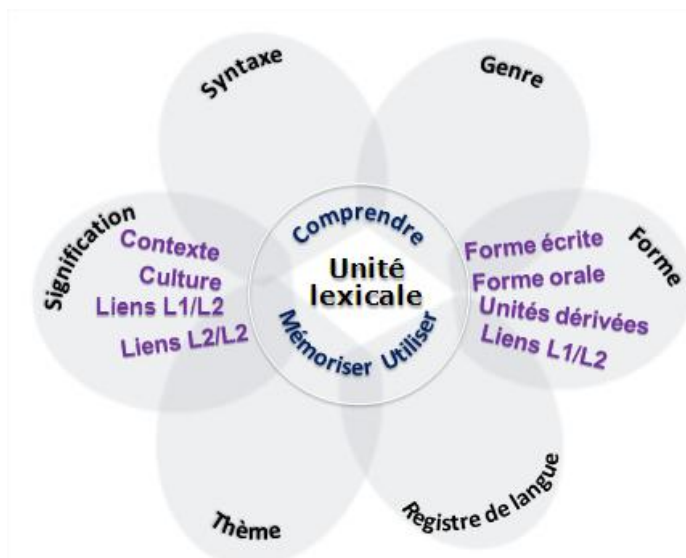 Syntaxe
Genre
Signification
Contexte
Culture
Liens L1/L2
Liens L2/L2
Comprendre
Unité
lexicale
Mémoriser Utiliser
Forme
Forme écrite
Forme orale
Unités dérivées
Liens L1/L2
Thème
Registre de langue